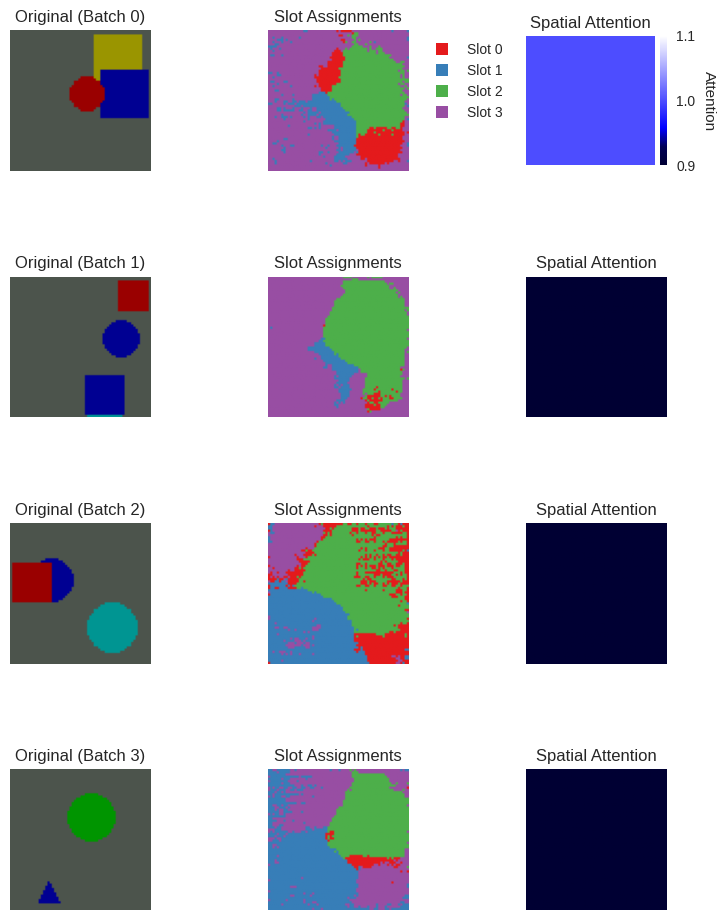 Original (Batch 0)
Slot Assignments
Slot 0
Slot 1
Slot 2
Slot 3
Spatial Attention
1.1
1.0
0.9
Attention
Original (Batch 1)
Slot Assignments
Spatial Attention
Original (Batch 2)
Slot Assignments
Spatial Attention
Original (Batch 3)
Slot Assignments
Spatial Attention